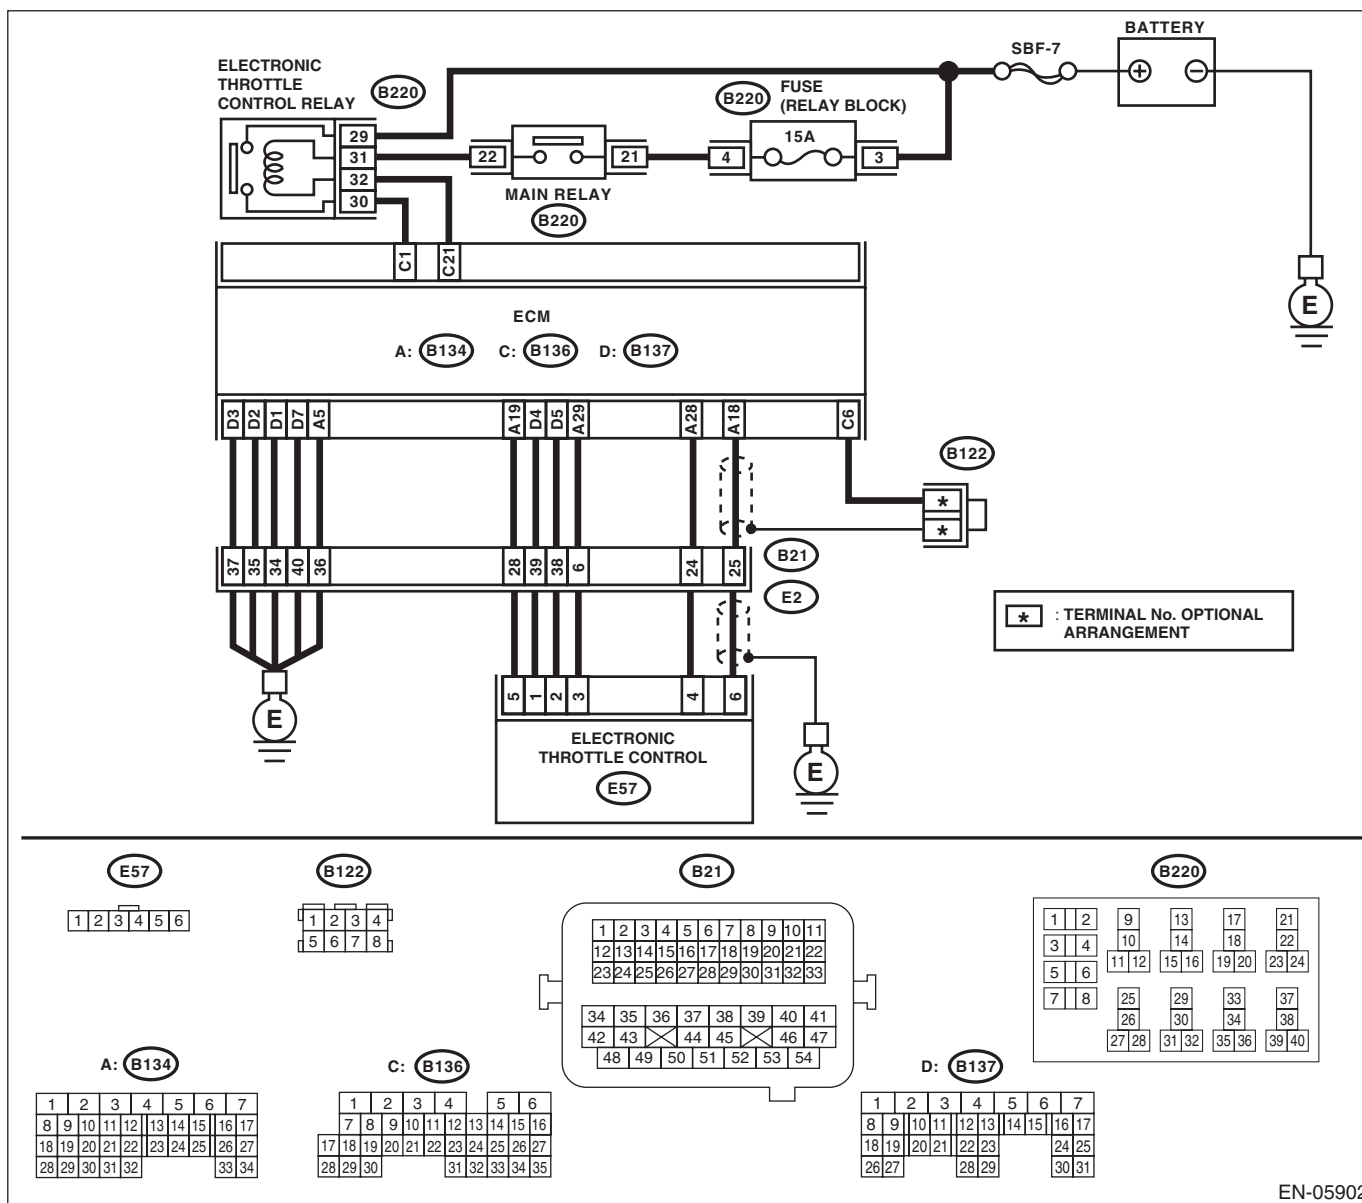 BATTERY
SBF-7
+
-
ELECTRONIC
THROTTLE
CONTROL RELAY
B220
B220
FUSE
(RELAY BLOCK)
15A
29
31
32
30
22
21
4
3
MAIN RELAY
B220
E
C1
C21
ECM
A: B134 C: B136 D: B137
D3 D2 D1 D7 A5 A19 D4 D5 A29 A28 A18 C6
B122
*
*
B21
37 35 34 40 36 28 39 38 6 24 25
E2
* : TERMINAL No. OPTIONAL
ARRANGEMENT
5 1 2 3 4 6
E
ELECTRONIC
THROTTLE CONTROL
E57
E
E57
1 2 3 4 5 6
B122
1 2 3 4
5 6 7 8
B21
1 2 3 4 5 6 7 8 9 10 11
12 13 14 15 16 17 18 19 20 21 22
23 24 25 26 27 28 29 30 31 32 33
34 35 36 37 38 39 40 41
42 43 44 45 46 47
48 49 50 51 52 53 54
B220
1 2 9 13 17 21
3 4 10 14 18 22
11 12 15 16 19 20 23 24
5 6
7 8 25 29 33 37
26 30 34 38
27 28 31 32 35 36 39 40
A: B134
1 2 3 4 5 6 7
8 9 10 11 12 13 14 15 16 17
18 19 20 21 22 23 24 25 26 27
28 29 30 31 32 33 34
C: B136
1 2 3 4 5 6
7 8 9 10 11 12 13 14 15 16
17 18 19 20 21 22 23 24 25 26 27
28 29 30 31 32 33 34 35
D: B137
1 2 3 4 5 6 7
8 9 10 11 12 13 14 15 16 17
18 19 20 21 22 23 24 25
26 27 28 29 30 31
EN-05902